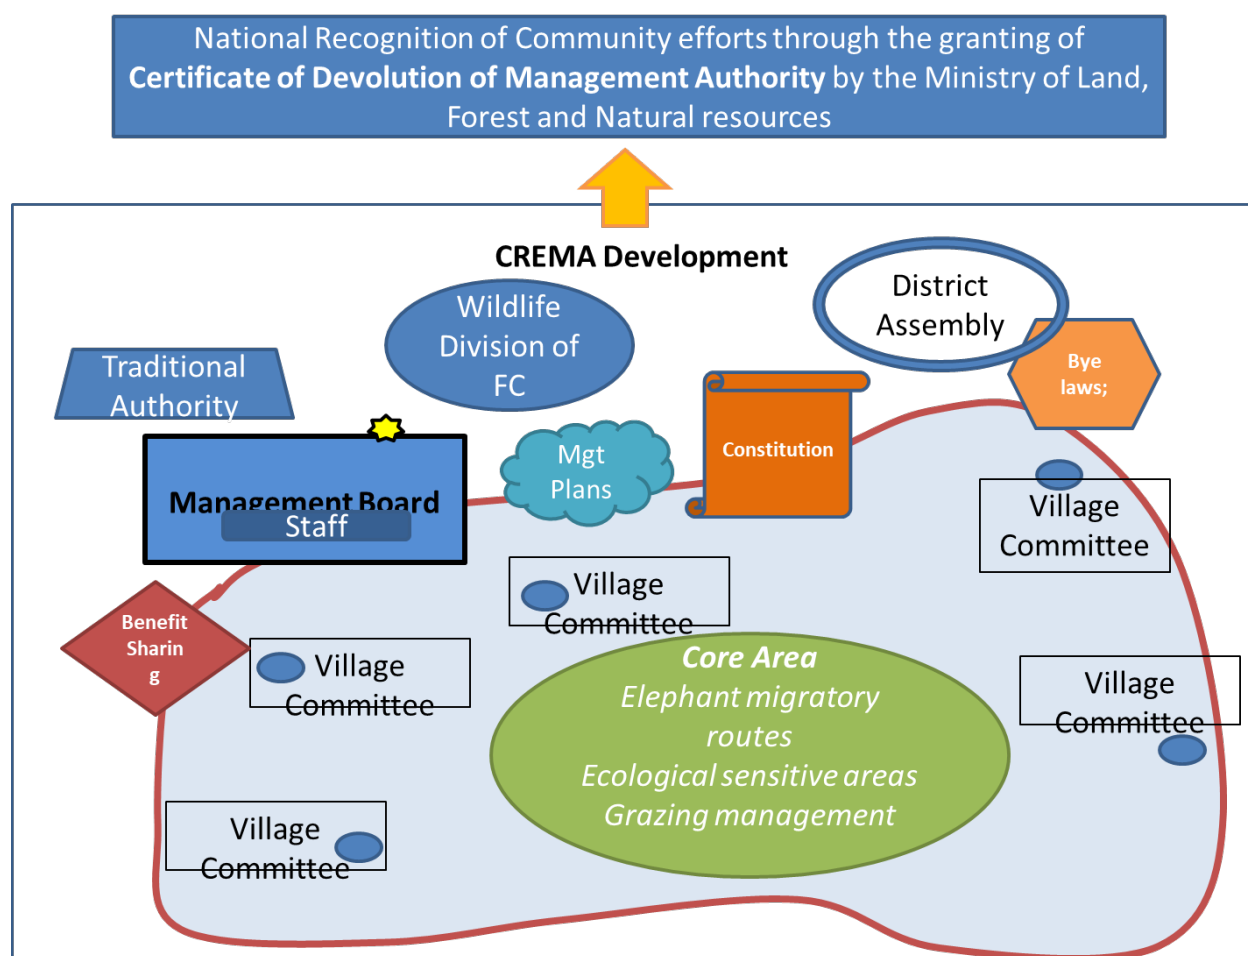 National Recognition of Community efforts through the granting of
Certificate of Devolution of Management Authority by the Ministry of Land,
Forest and Natural resources
CREMA Development
Wildlife
Division of
FC
District
Assembly
Traditional
Authority
Bye
laws;
Management Board
Staff
Mgt
Plans
Constitution
Village
Committee
Village
Committee
Benefit
Sharin
g
Village
Committee
Core Area
Elephant migratory
routes
Ecological sensitive areas
Grazing management
Village
Committee
Village
Committee